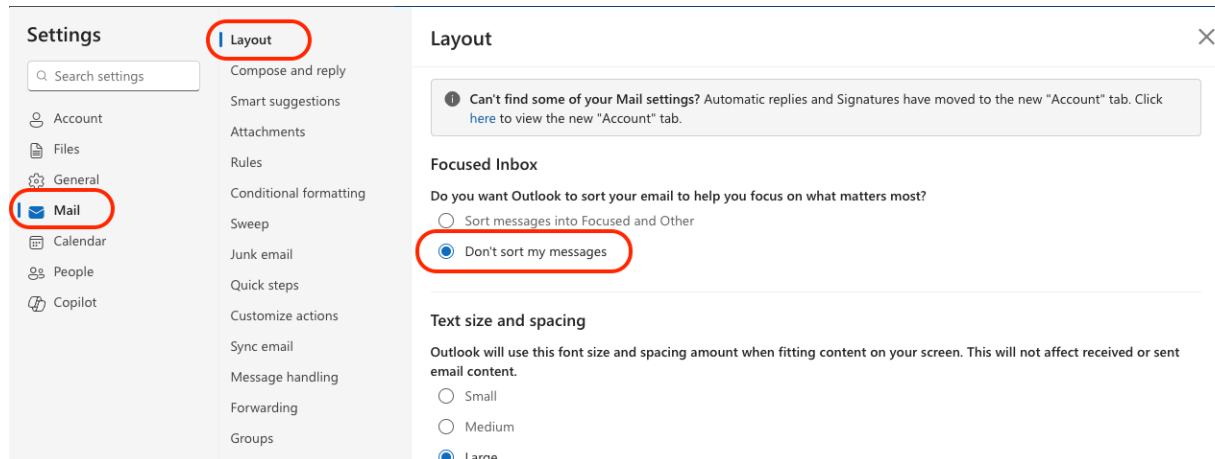 Settings
Search settings
Account
Files
General
Mail
Calendar
People
Copilot
Layout
Compose and reply
Smart suggestions
Attachments
Rules
Conditional formatting
Sweep
Junk email
Quick steps
Customize actions
Sync email
Message handling
Forwarding
Groups
Layout
Can't find some of your Mail settings? Automatic replies and Signatures have moved to the new "Account" tab. Click
here to view the new "Account" tab.
Focused Inbox
Do you want Outlook to sort your email to help you focus on what matters most?
Sort messages into Focused and Other
Don't sort my messages
Text size and spacing
Outlook will use this font size and spacing amount when fitting content on your screen. This will not affect received or sent
email content.
Small
Medium
Large